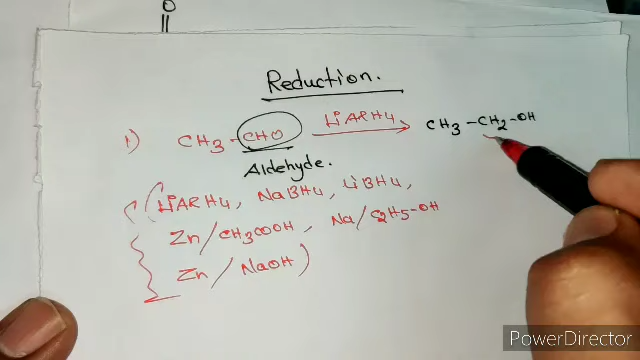 O
Reduction.
1) CH3-CHO LiAlH4 CH3-CH2-OH
Aldehyde.
(LiAlH4, NaBH4, LiBH4,
Zn/CH3COOH, Na/C2H5-OH
Zn/NaOH)
PowerDirector